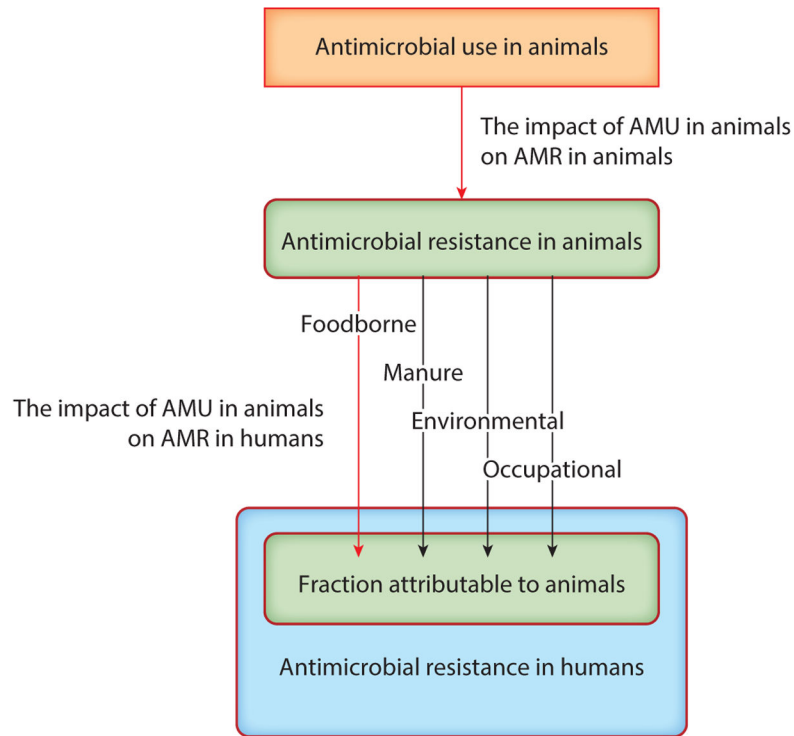 Antimicrobial use in animals
The impact of AMU in animals
on AMR in animals
Antimicrobial resistance in animals
Foodborne
Manure
The impact of AMU in animals
on AMR in humans
Environmental
Occupational
Fraction attributable to animals
Antimicrobial resistance in humans